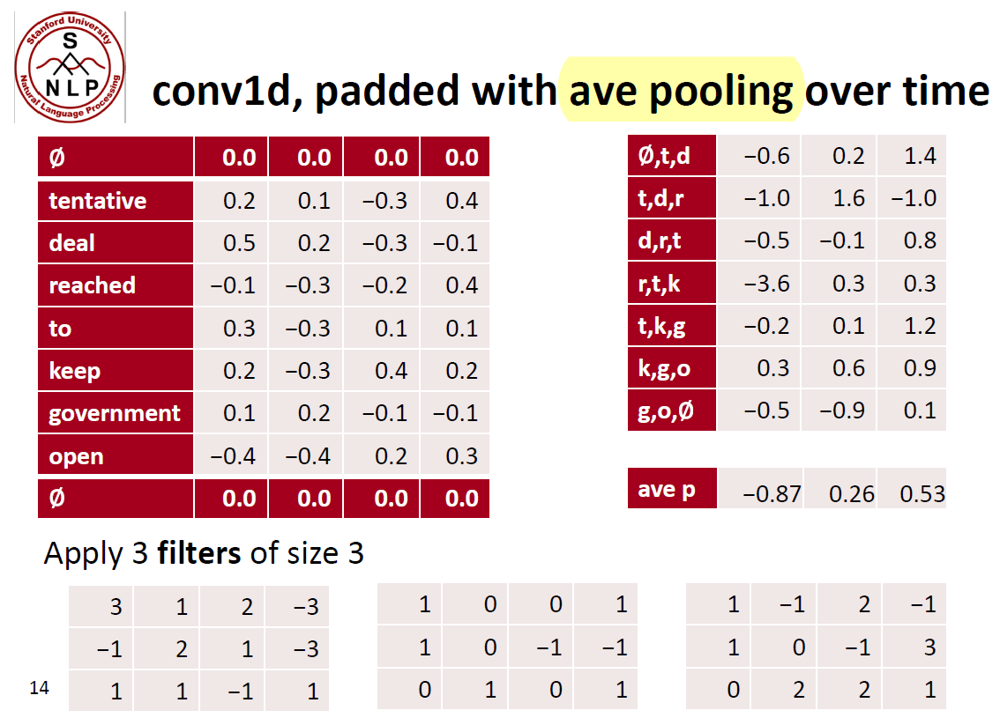 Stanford University
S
N L P
Natural Language Processing
conv1d, padded with ave pooling over time
Ø 0.0 0.0 0.0 0.0
tentative 0.2 0.1 −0.3 0.4
deal 0.5 0.2 −0.3 −0.1
reached −0.1 −0.3 −0.2 0.4
to 0.3 −0.3 0.1 0.1
keep 0.2 −0.3 0.4 0.2
government 0.1 0.2 −0.1 −0.1
open −0.4 −0.4 0.2 0.3
Ø 0.0 0.0 0.0 0.0
Ø,t,d −0.6 0.2 1.4
t,d,r −1.0 1.6 −1.0
d,r,t −0.5 −0.1 0.8
r,t,k −3.6 0.3 0.3
t,k,g −0.2 0.1 1.2
k,g,o 0.3 0.6 0.9
g,o,Ø −0.5 −0.9 0.1
ave p −0.87 0.26 0.53
Apply 3 filters of size 3
3 1 2 −3
−1 2 1 −3
1 1 −1 1
1 0 0 1
1 0 −1 −1
0 1 0 1
1 −1 2 −1
1 0 −1 3
0 2 2 1
14